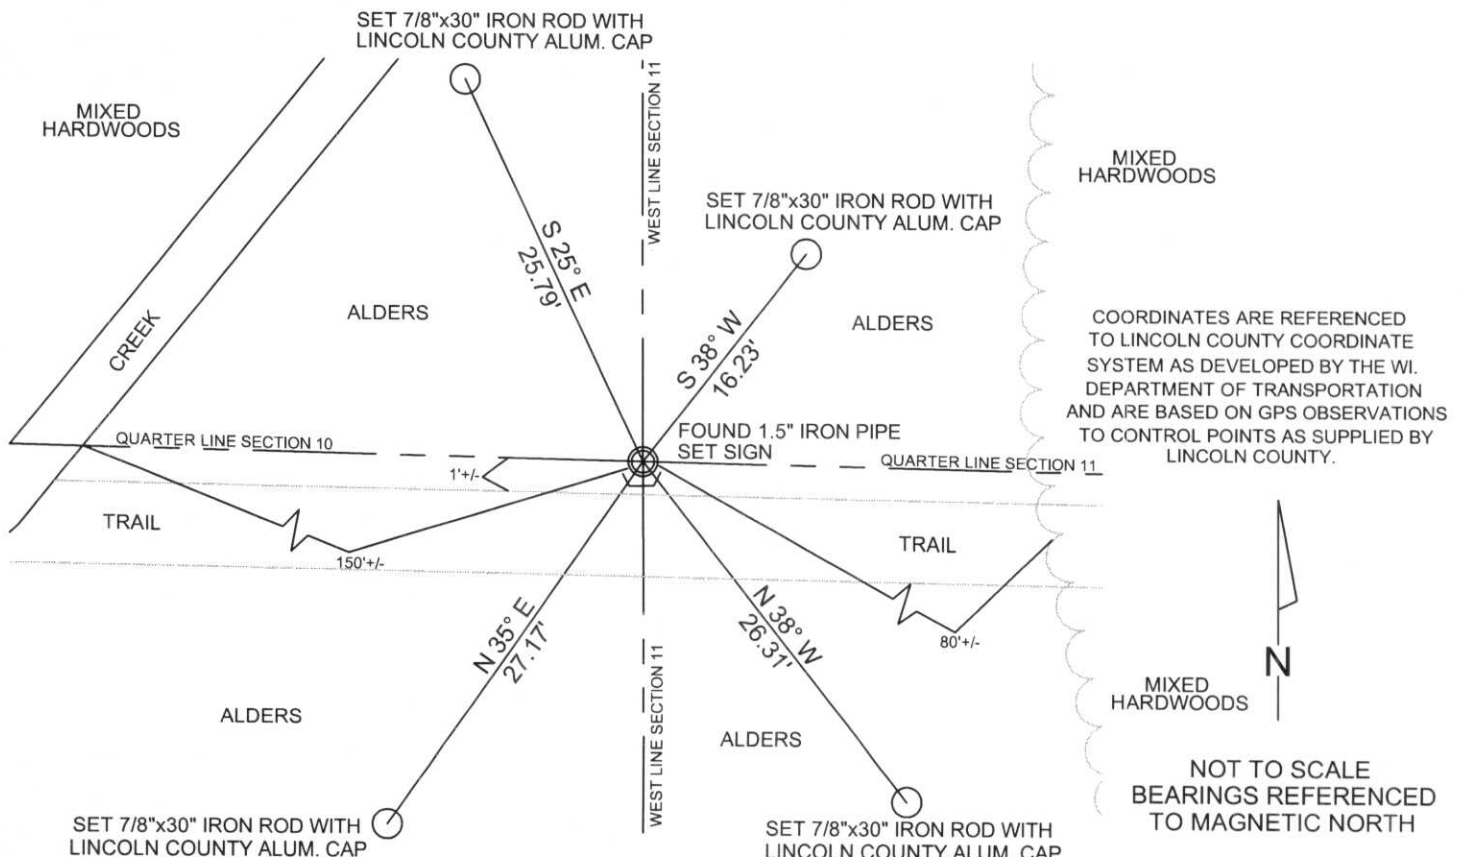 SET 7/8"x30" IRON ROD WITH
LINCOLN COUNTY ALUM. CAP
MIXED
HARDWOODS
WEST LINE SECTION 11
MIXED
HARDWOODS
SET 7/8"x30" IRON ROD WITH
LINCOLN COUNTY ALUM. CAP
S 25° E
25.79'
ALDERS
CREEK
S 38° W
16.23'
ALDERS
COORDINATES ARE REFERENCED
TO LINCOLN COUNTY COORDINATE
SYSTEM AS DEVELOPED BY THE WI.
DEPARTMENT OF TRANSPORTATION
AND ARE BASED ON GPS OBSERVATIONS
TO CONTROL POINTS AS SUPPLIED BY
LINCOLN COUNTY.
QUARTER LINE SECTION 10
FOUND 1.5" IRON PIPE
SET SIGN
QUARTER LINE SECTION 11
1'+/-
TRAIL
150'+/-
TRAIL
80'+/-
N 35° E
27.17'
N 38° W
26.31'
N
WEST LINE SECTION 11
MIXED
HARDWOODS
ALDERS
ALDERS
NOT TO SCALE
BEARINGS REFERENCED
TO MAGNETIC NORTH
SET 7/8"x30" IRON ROD WITH
LINCOLN COUNTY ALUM. CAP
SET 7/8"x30" IRON ROD WITH
LINCOLN COUNTY ALUM. CAP